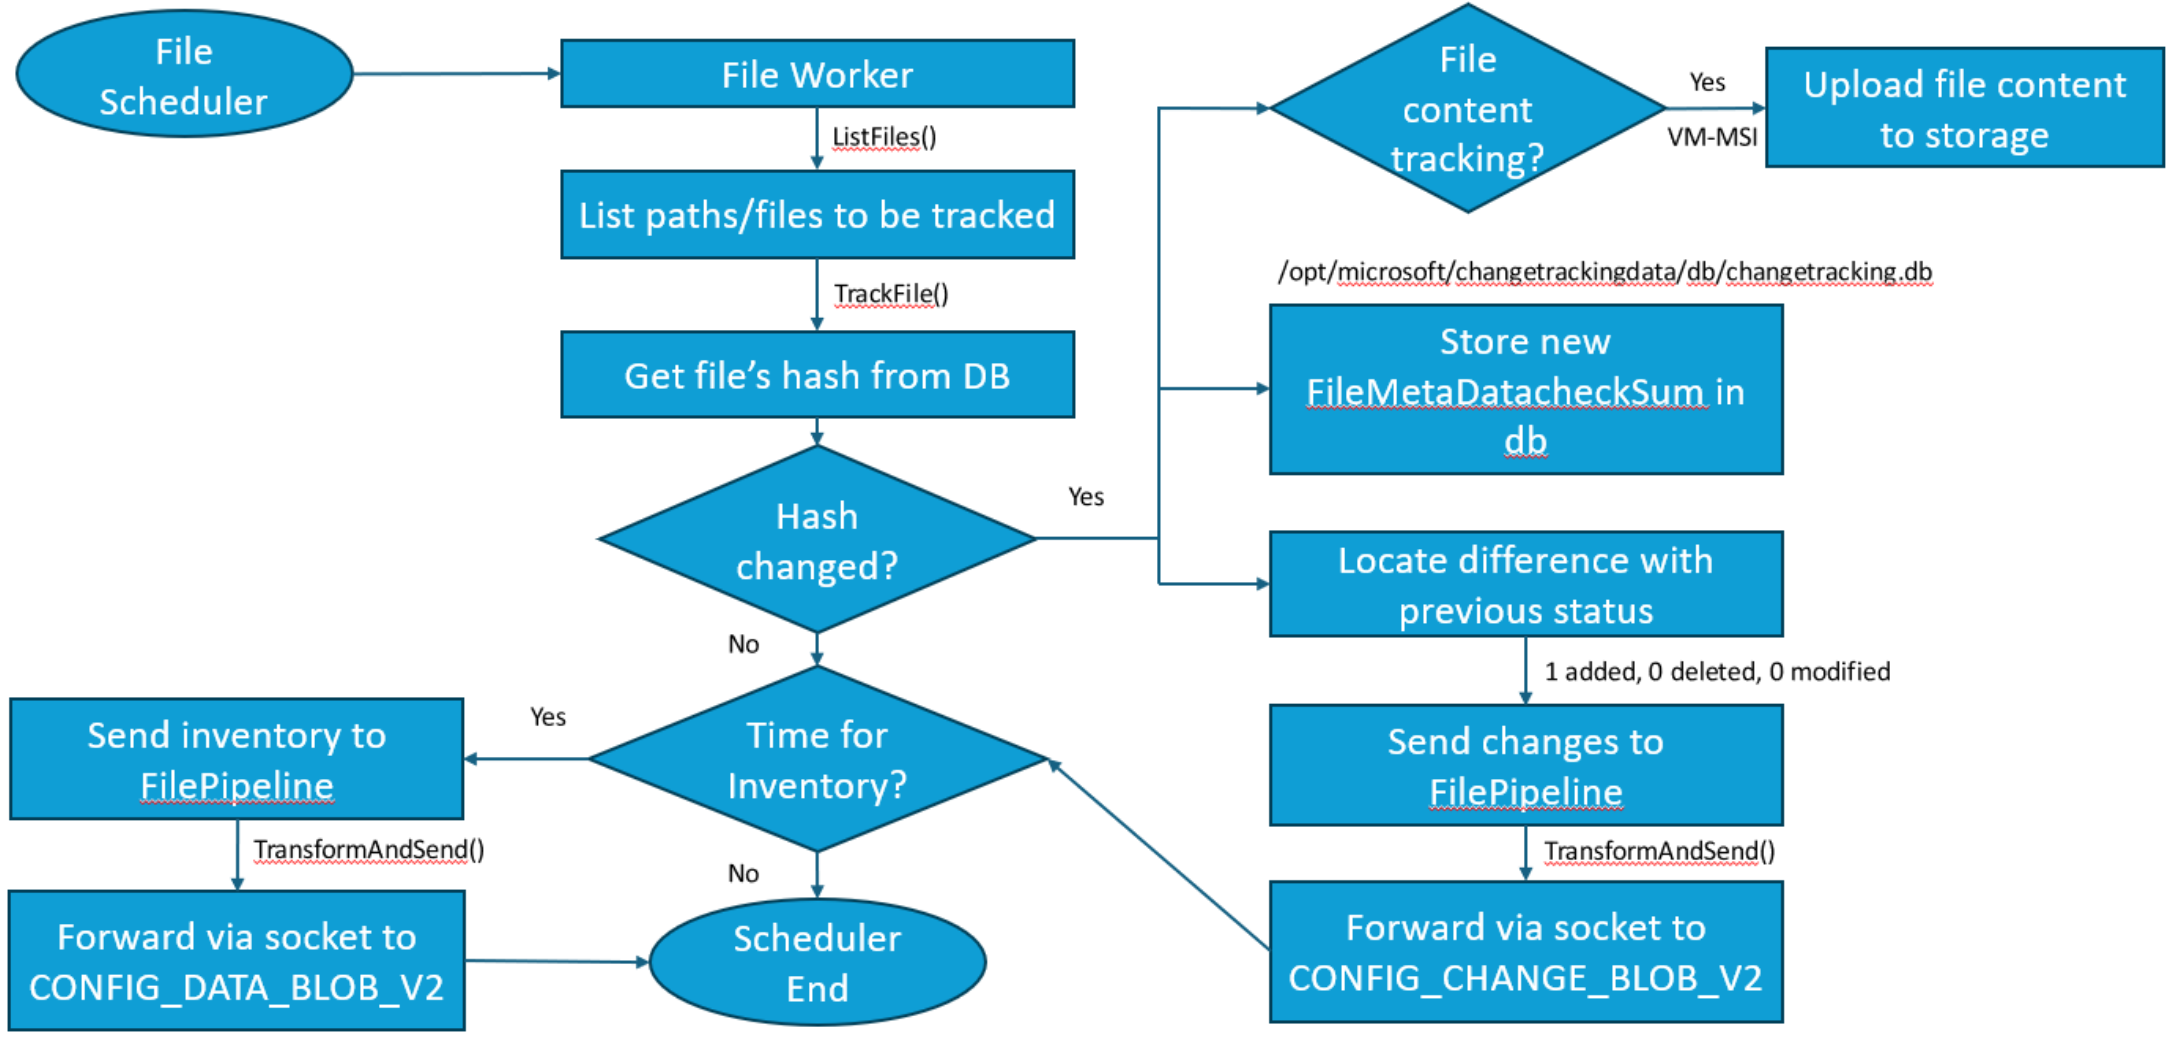 File
Scheduler
File Worker
ListFiles()
List paths/files to be tracked
TrackFile()
Get file’s hash from DB
Hash
changed?
Yes
No
File
content
tracking?
Yes
VM-MSI
Upload file content
to storage
/opt/microsoft/changetrackingdata/db/changetracking.db
Store new
FileMetaDatacheckSum in
db
Locate difference with
previous status
1 added, 0 deleted, 0 modified
Send changes to
FilePipeline
TransformAndSend()
Forward via socket to
CONFIG_CHANGE_BLOB_V2
Time for
Inventory?
Yes
No
Send inventory to
FilePipeline
TransformAndSend()
Forward via socket to
CONFIG_DATA_BLOB_V2
Scheduler
End